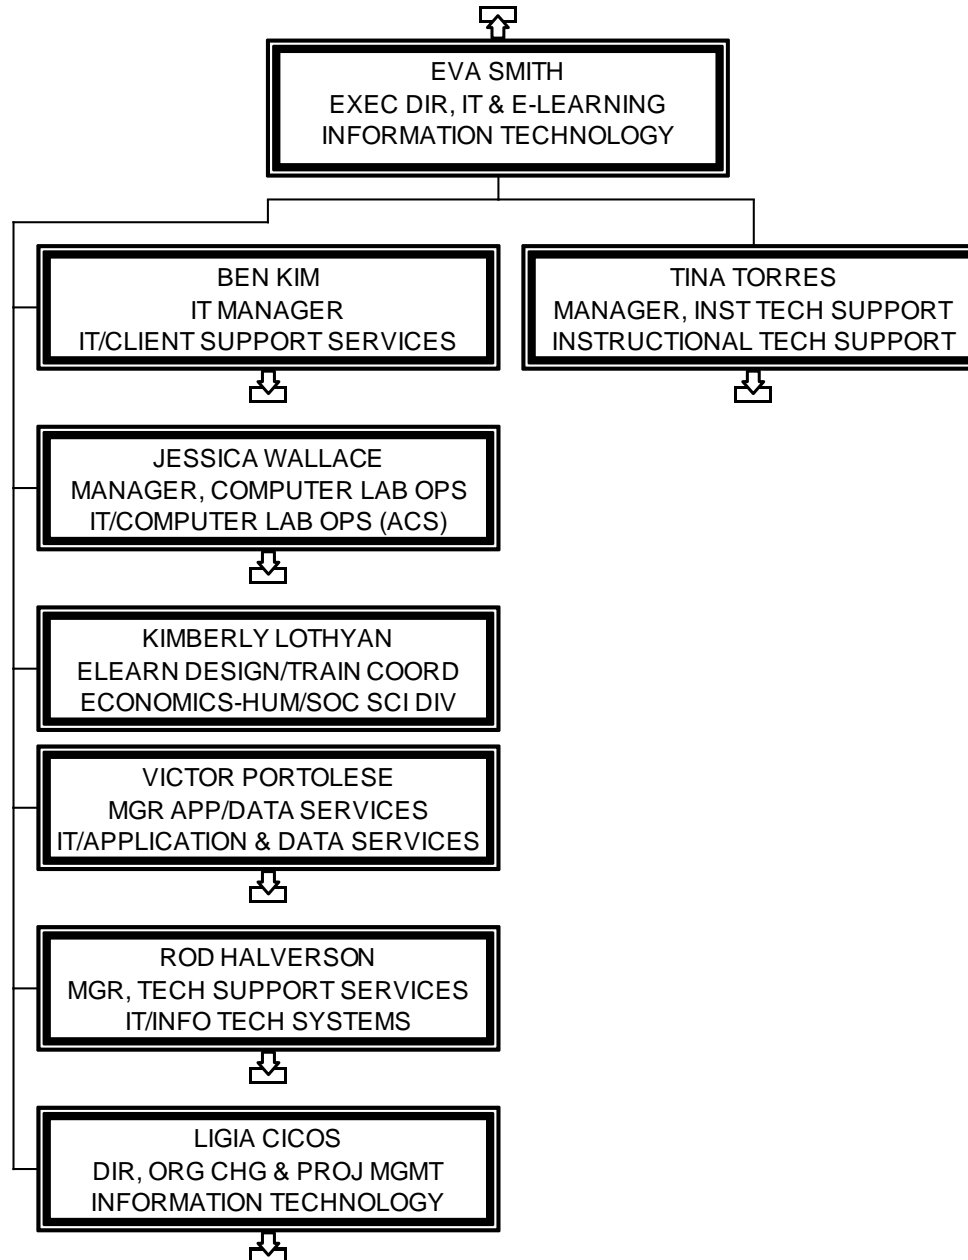 EVA SMITH
EXEC DIR, IT & E-LEARNING
INFORMATION TECHNOLOGY
BEN KIM
IT MANAGER
IT/CLIENT SUPPORT SERVICES
TINA TORRES
MANAGER, INST TECH SUPPORT
INSTRUCTIONAL TECH SUPPORT
JESSICA WALLACE
MANAGER, COMPUTER LAB OPS
IT/COMPUTER LAB OPS (ACS)
KIMBERLY LOTHYAN
ELEARN DESIGN/TRAIN COORD
ECONOMICS-HUM/SOC SCI DIV
VICTOR PORTOLESE
MGR APP/DATA SERVICES
IT/APPLICATION & DATA SERVICES
ROD HALVERSON
MGR, TECH SUPPORT SERVICES
IT/INFO TECH SYSTEMS
LIGIA CICOS
DIR, ORG CHG & PROJ MGMT
INFORMATION TECHNOLOGY